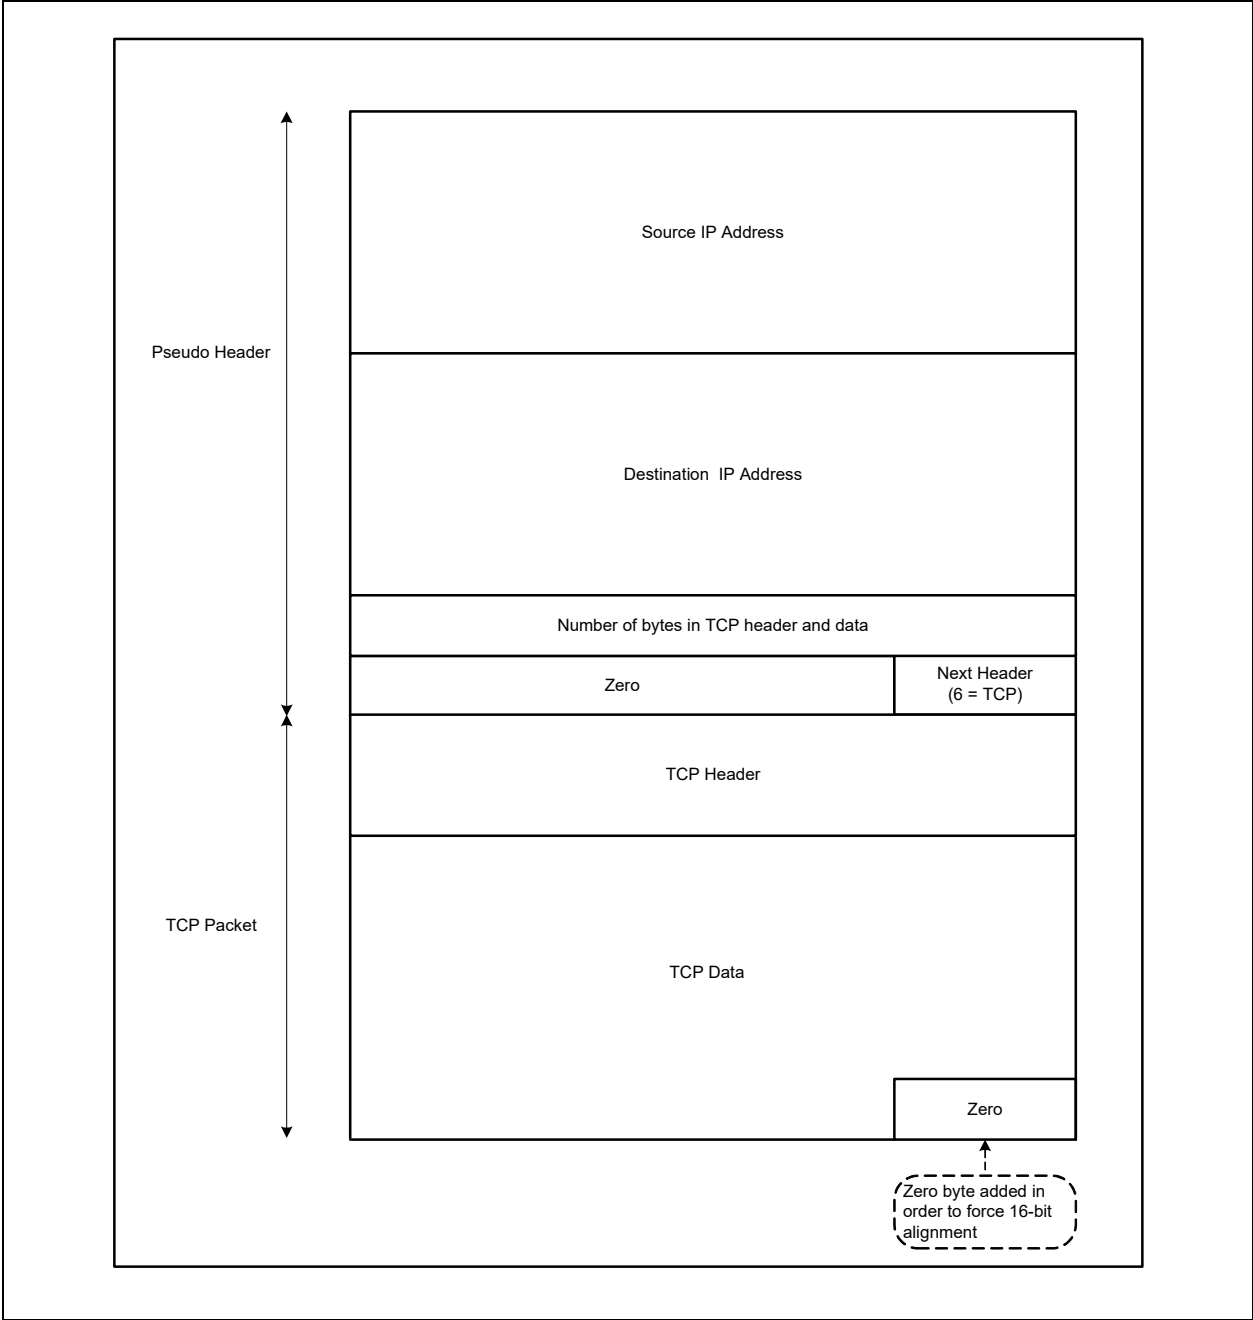 Source IP Address
Pseudo Header
Destination IP Address
Number of bytes in TCP header and data
Zero
Next Header
(6 = TCP)
TCP Header
TCP Packet
TCP Data
Zero
Zero byte added in
order to force 16-bit
alignment